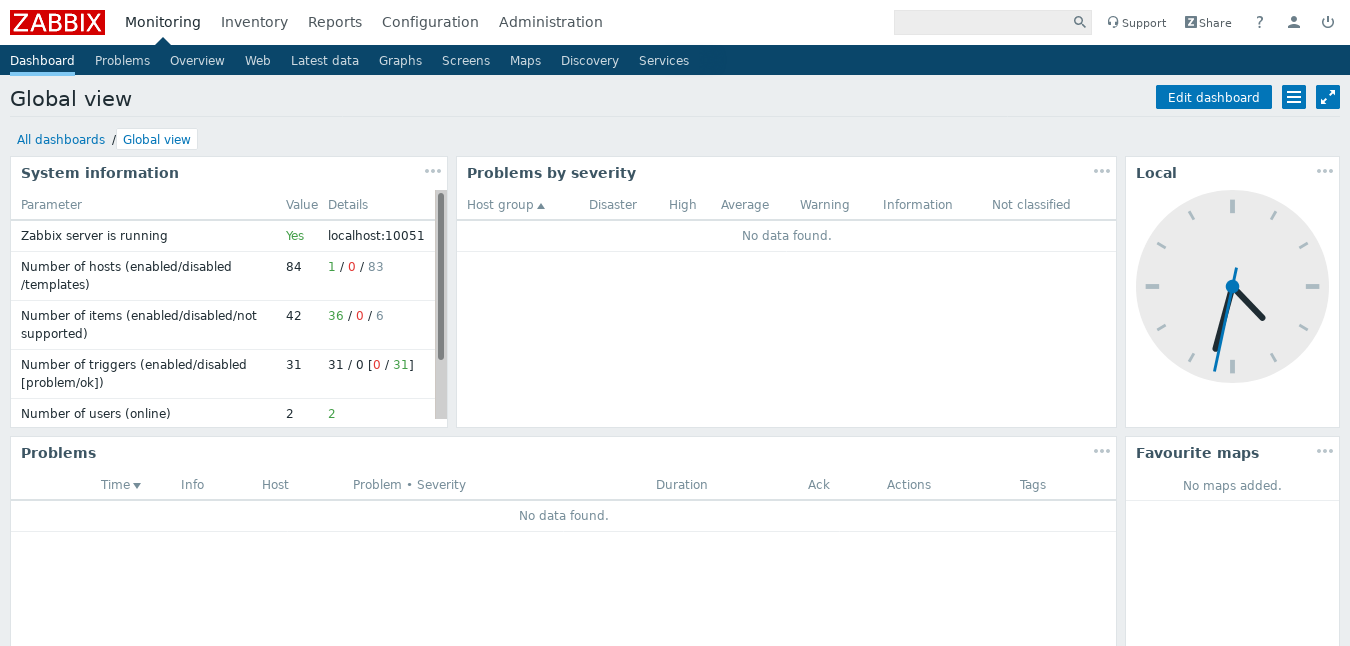 ZABBIX Monitoring Inventory Reports Configuration Administration Support Z Share ?
Dashboard Problems Overview Web Latest data Graphs Screens Maps Discovery Services
Global view Edit dashboard
All dashboards / Global view
System information
Parameter Value Details
Zabbix server is running Yes localhost:10051
Number of hosts (enabled/disabled 84 1 / 0 / 83
/templates)
Number of items (enabled/disabled/not 42 36 / 0 / 6
supported)
Number of triggers (enabled/disabled 31 31 / 0 [0 / 31]
[problem/ok])
Number of users (online) 2 2
Problems by severity
Host group Disaster High Average Warning Information Not classified
No data found.
Local
Problems
Time Info Host Problem • Severity Duration Ack Actions Tags
No data found.
Favourite maps
No maps added.